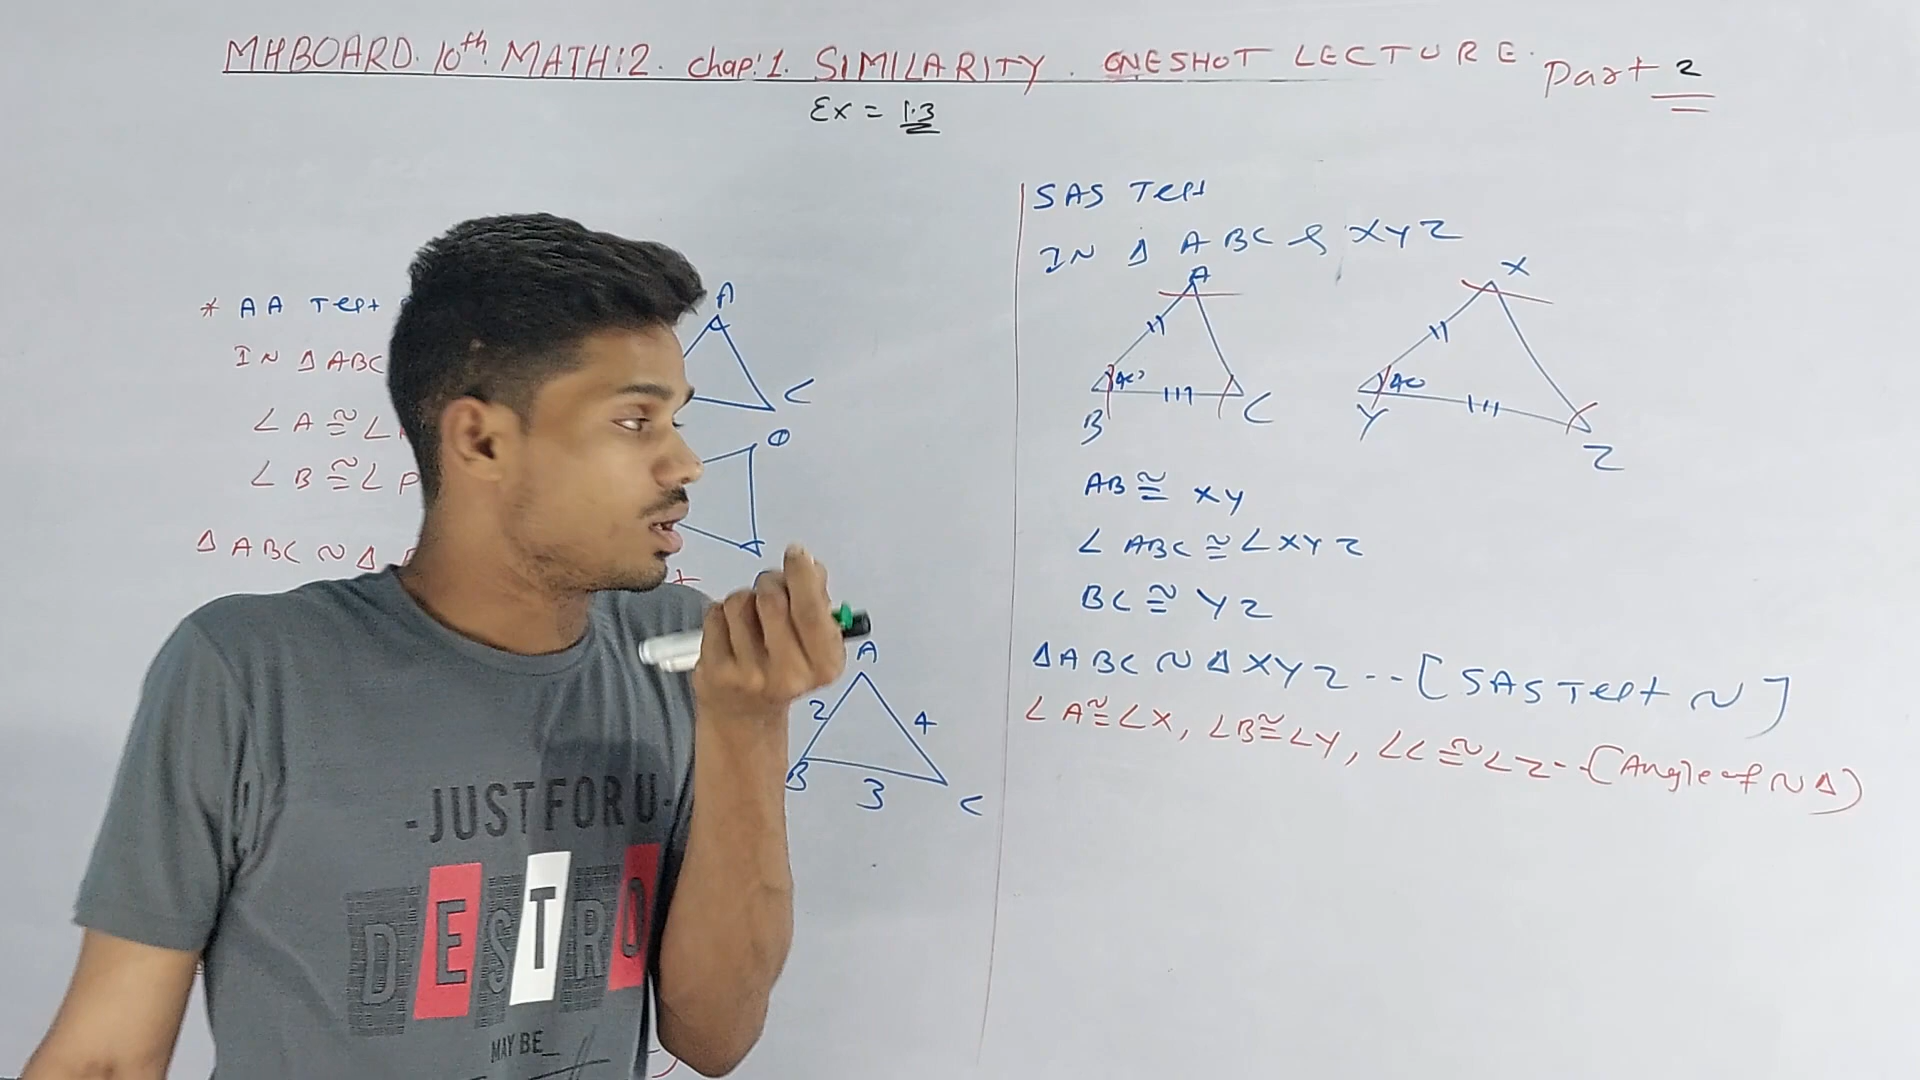 MHBOARD. 10th. MATH:2. chap:1. SIMILARITY. ONESHOT LECTURE. Part 2
Ex = 1.3
* AA Test
IN Δ ABC
∠ A ≅ ∠
∠ B ≅ ∠ P
Δ ABC ~ Δ
A
C
Q
A
2
4
B
3
C
SAS Test
IN Δ ABC & XYZ
A
X
40°
40
B
C
Y
Z
AB ≅ XY
∠ ABC ≅ ∠ XYZ
BC ≅ YZ
Δ ABC ~ Δ XYZ -- [SAS Test ~]
∠A ≅ ∠X, ∠B ≅ ∠Y, ∠C ≅ ∠Z -- (Angle of ~ Δ)
- JUST FOR U -
DESTRO
MAY BE_